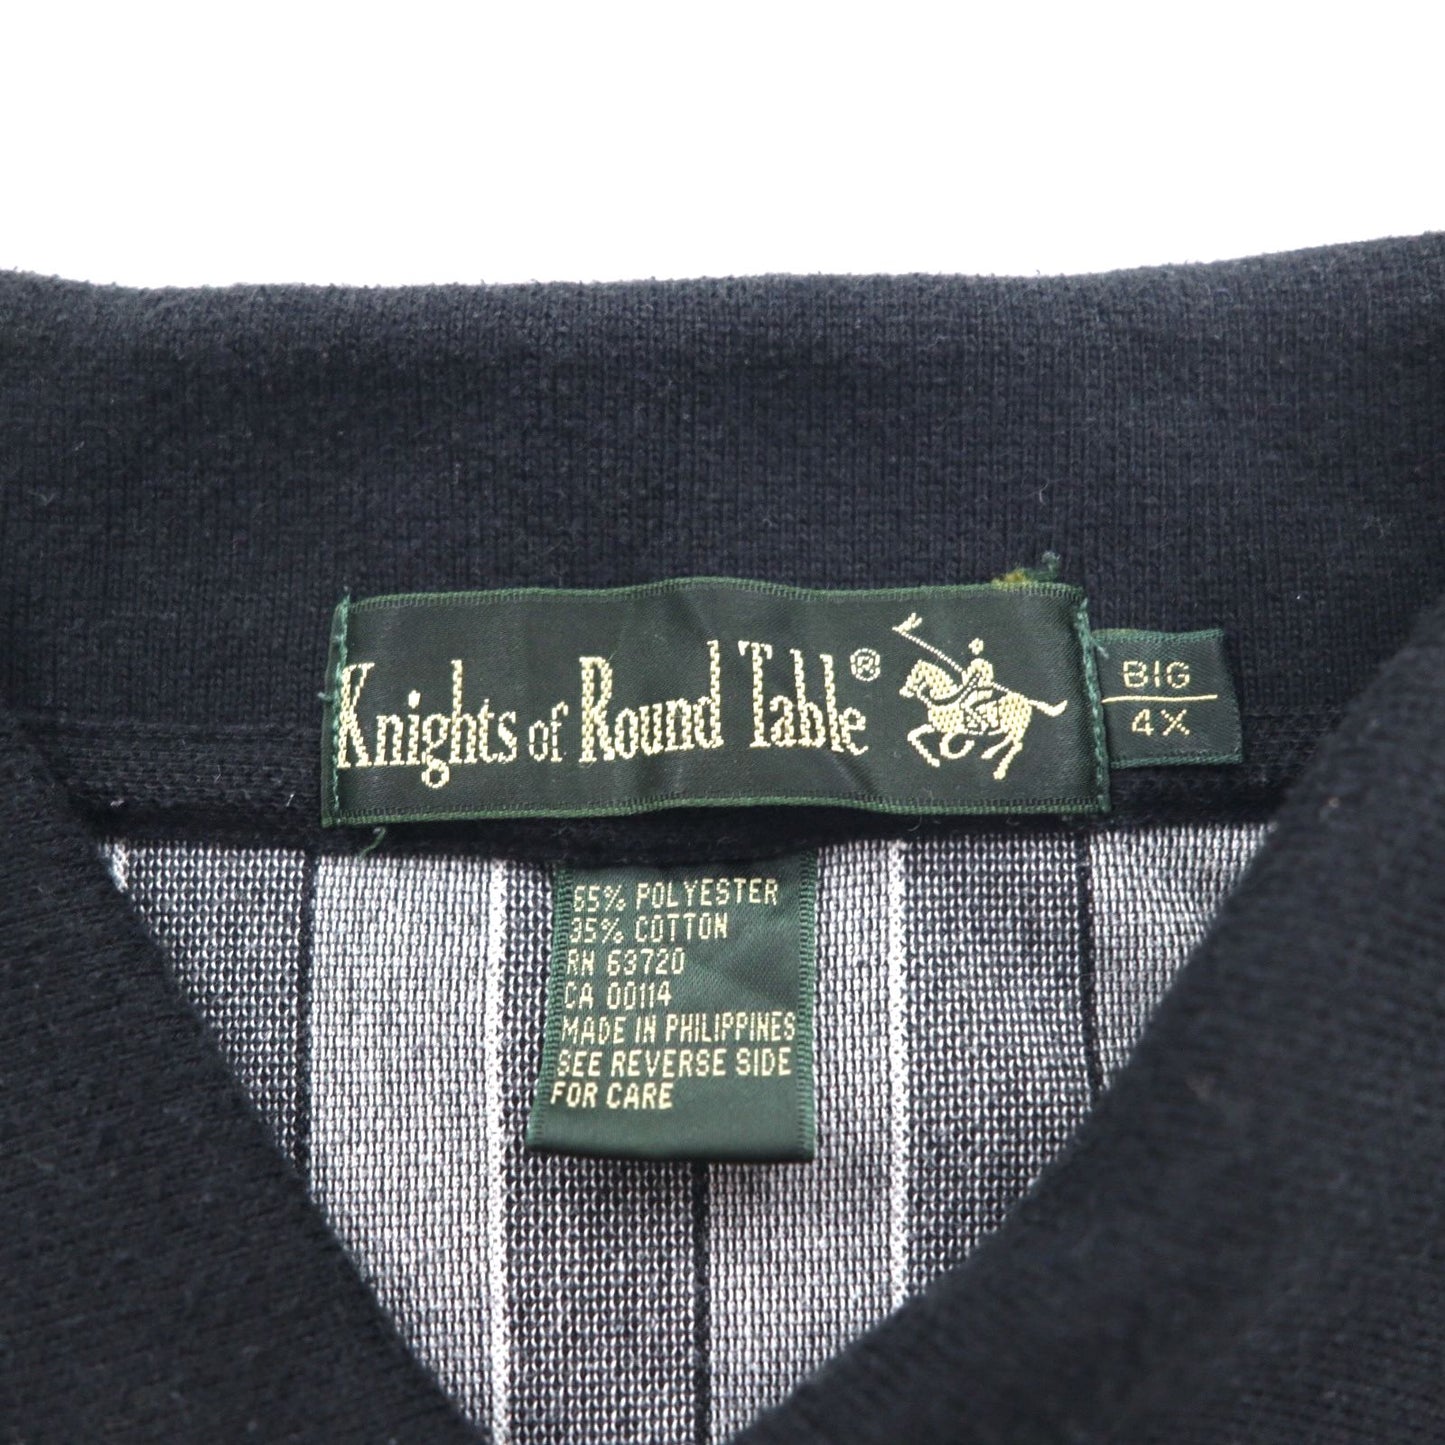 Knights of Round Table®
BIG
4X
65% POLYESTER
35% COTTON
RN 63720
CA 00114
MADE IN PHILIPPINES
SEE REVERSE SIDE
FOR CARE